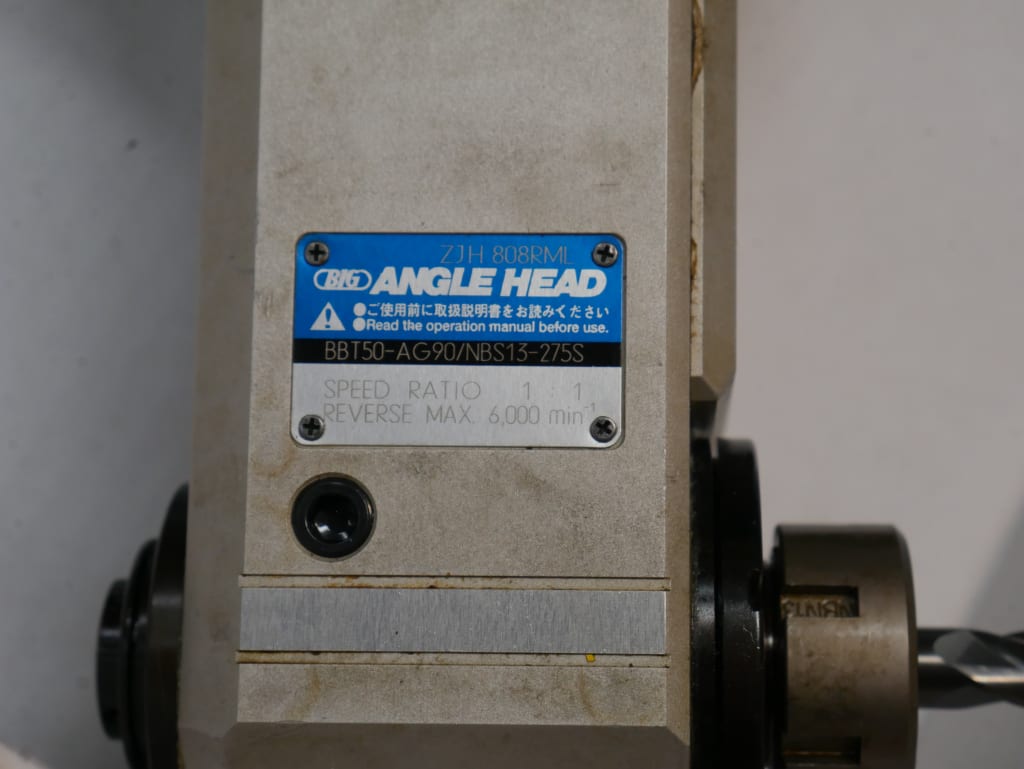 ZJH 808RML
BIG ANGLE HEAD
●ご使用前に取扱説明書をお読みください
●Read the operation manual before use.
BBT50-AG90/NBS13-275S
SPEED RATIO 1 : 1
REVERSE MAX. 6,000 min⁻¹